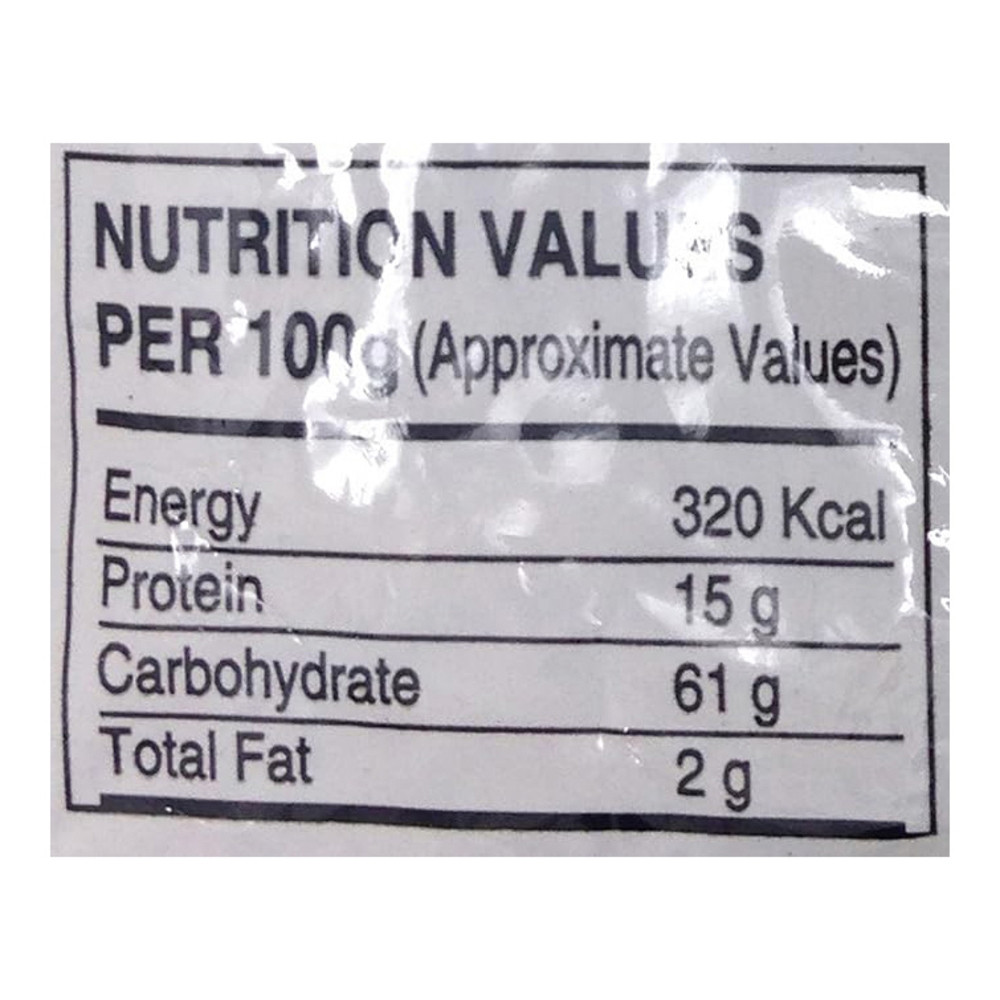 NUTRITION VALUES
PER 100g (Approximate Values)
Energy 320 Kcal
Protein 15 g
Carbohydrate 61 g
Total Fat 2 g